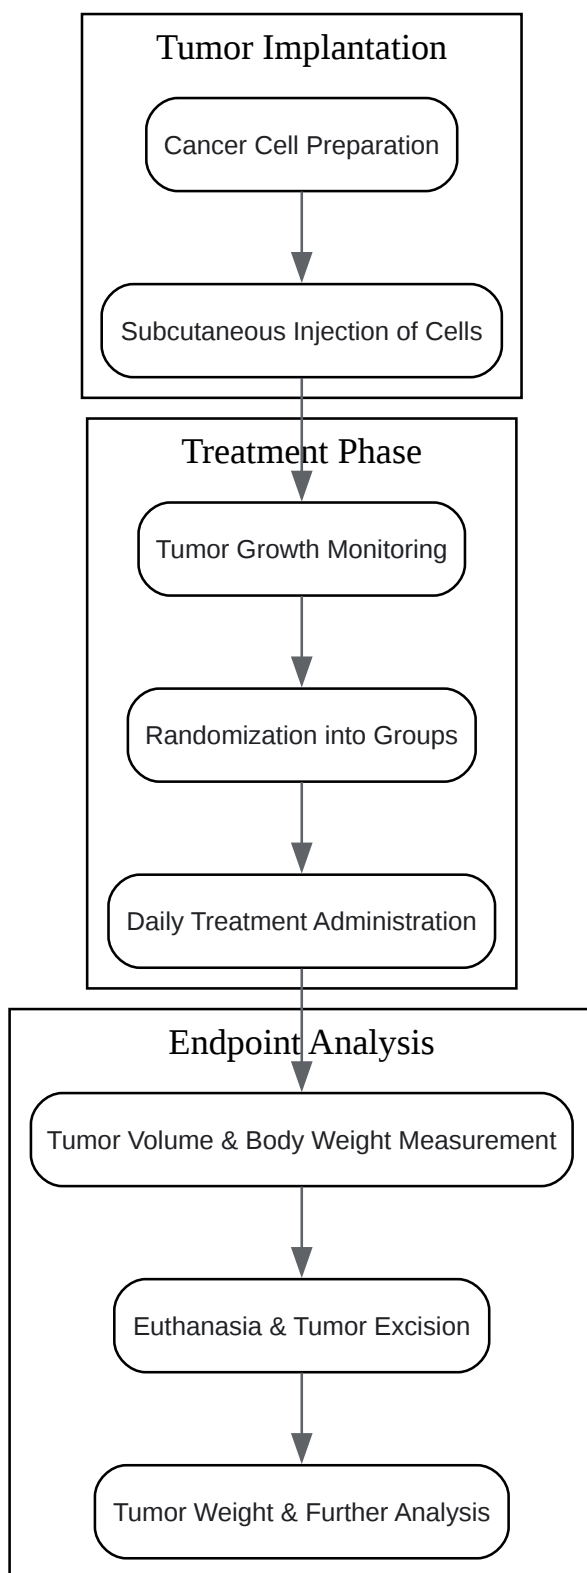 Tumor Implantation
Cancer Cell Preparation
Subcutaneous Injection of Cells
Treatment Phase
Tumor Growth Monitoring
Randomization into Groups
Daily Treatment Administration
Endpoint Analysis
Tumor Volume & Body Weight Measurement
Euthanasia & Tumor Excision
Tumor Weight & Further Analysis